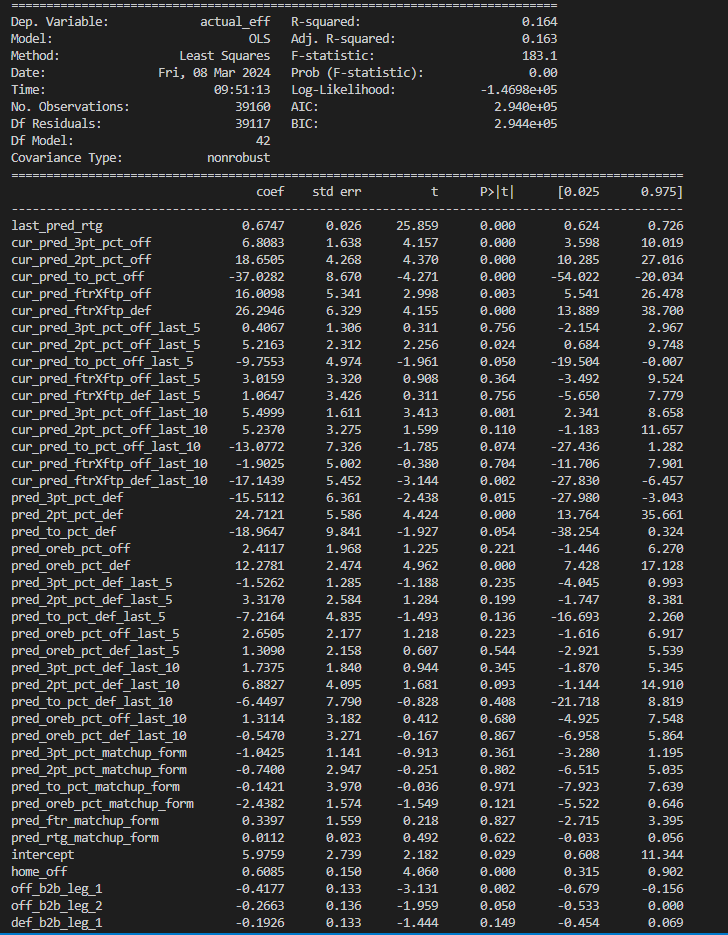 ==============================================================================
Dep. Variable:             actual_eff   R-squared:                       0.164
Model:                            OLS   Adj. R-squared:                  0.163
Method:                 Least Squares   F-statistic:                     183.1
Date:                Fri, 08 Mar 2024   Prob (F-statistic):               0.00
Time:                        09:51:13   Log-Likelihood:            -1.4698e+05
No. Observations:               39160   AIC:                         2.940e+05
Df Residuals:                   39117   BIC:                         2.944e+05
Df Model:                          42
Covariance Type:            nonrobust
================================================================================================
                                   coef    std err          t      P>|t|      [0.025      0.975]
------------------------------------------------------------------------------------------------
last_pred_rtg                    0.6747      0.026     25.859      0.000       0.624       0.726
cur_pred_3pt_pct_off             6.8083      1.638      4.157      0.000       3.598      10.019
cur_pred_2pt_pct_off            18.6505      4.268      4.370      0.000      10.285      27.016
cur_pred_to_pct_off            -37.0282      8.670     -4.271      0.000     -54.022     -20.034
cur_pred_ftrXftp_off            16.0098      5.341      2.998      0.003       5.541      26.478
cur_pred_ftrXftp_def            26.2946      6.329      4.155      0.000      13.889      38.700
cur_pred_3pt_pct_off_last_5      0.4067      1.306      0.311      0.756      -2.154       2.967
cur_pred_2pt_pct_off_last_5      5.2163      2.312      2.256      0.024       0.684       9.748
cur_pred_to_pct_off_last_5      -9.7553      4.974     -1.961      0.050     -19.504      -0.007
cur_pred_ftrXftp_off_last_5      3.0159      3.320      0.908      0.364      -3.492       9.524
cur_pred_ftrXftp_def_last_5      1.0647      3.426      0.311      0.756      -5.650       7.779
cur_pred_3pt_pct_off_last_10     5.4999      1.611      3.413      0.001       2.341       8.658
cur_pred_2pt_pct_off_last_10     5.2370      3.275      1.599      0.110      -1.183      11.657
cur_pred_to_pct_off_last_10    -13.0772      7.326     -1.785      0.074     -27.436       1.282
cur_pred_ftrXftp_off_last_10    -1.9025      5.002     -0.380      0.704     -11.706       7.901
cur_pred_ftrXftp_def_last_10   -17.1439      5.452     -3.144      0.002     -27.830      -6.457
pred_3pt_pct_def               -15.5112      6.361     -2.438      0.015     -27.980      -3.043
pred_2pt_pct_def                24.7121      5.586      4.424      0.000      13.764      35.661
pred_to_pct_def                -18.9647      9.841     -1.927      0.054     -38.254       0.324
pred_oreb_pct_off                2.4117      1.968      1.225      0.221      -1.446       6.270
pred_oreb_pct_def               12.2781      2.474      4.962      0.000       7.428      17.128
pred_3pt_pct_def_last_5         -1.5262      1.285     -1.188      0.235      -4.045       0.993
pred_2pt_pct_def_last_5          3.3170      2.584      1.284      0.199      -1.747       8.381
pred_to_pct_def_last_5          -7.2164      4.835     -1.493      0.136     -16.693       2.260
pred_oreb_pct_off_last_5         2.6505      2.177      1.218      0.223      -1.616       6.917
pred_oreb_pct_def_last_5         1.3090      2.158      0.607      0.544      -2.921       5.539
pred_3pt_pct_def_last_10         1.7375      1.840      0.944      0.345      -1.870       5.345
pred_2pt_pct_def_last_10         6.8827      4.095      1.681      0.093      -1.144      14.910
pred_to_pct_def_last_10         -6.4497      7.790     -0.828      0.408     -21.718       8.819
pred_oreb_pct_off_last_10        1.3114      3.182      0.412      0.680      -4.925       7.548
pred_oreb_pct_def_last_10       -0.5470      3.271     -0.167      0.867      -6.958       5.864
pred_3pt_pct_matchup_form       -1.0425      1.141     -0.913      0.361      -3.280       1.195
pred_2pt_pct_matchup_form       -0.7400      2.947     -0.251      0.802      -6.515       5.035
pred_to_pct_matchup_form        -0.1421      3.970     -0.036      0.971      -7.923       7.639
pred_oreb_pct_matchup_form      -2.4382      1.574     -1.549      0.121      -5.522       0.646
pred_ftr_matchup_form            0.3397      1.559      0.218      0.827      -2.715       3.395
pred_rtg_matchup_form            0.0112      0.023      0.492      0.622      -0.033       0.056
intercept                        5.9759      2.739      2.182      0.029       0.608      11.344
home_off                         0.6085      0.150      4.060      0.000       0.315       0.902
off_b2b_leg_1                   -0.4177      0.133     -3.131      0.002      -0.679      -0.156
off_b2b_leg_2                   -0.2663      0.136     -1.959      0.050      -0.533       0.000
def_b2b_leg_1                   -0.1926      0.133     -1.444      0.149      -0.454       0.069